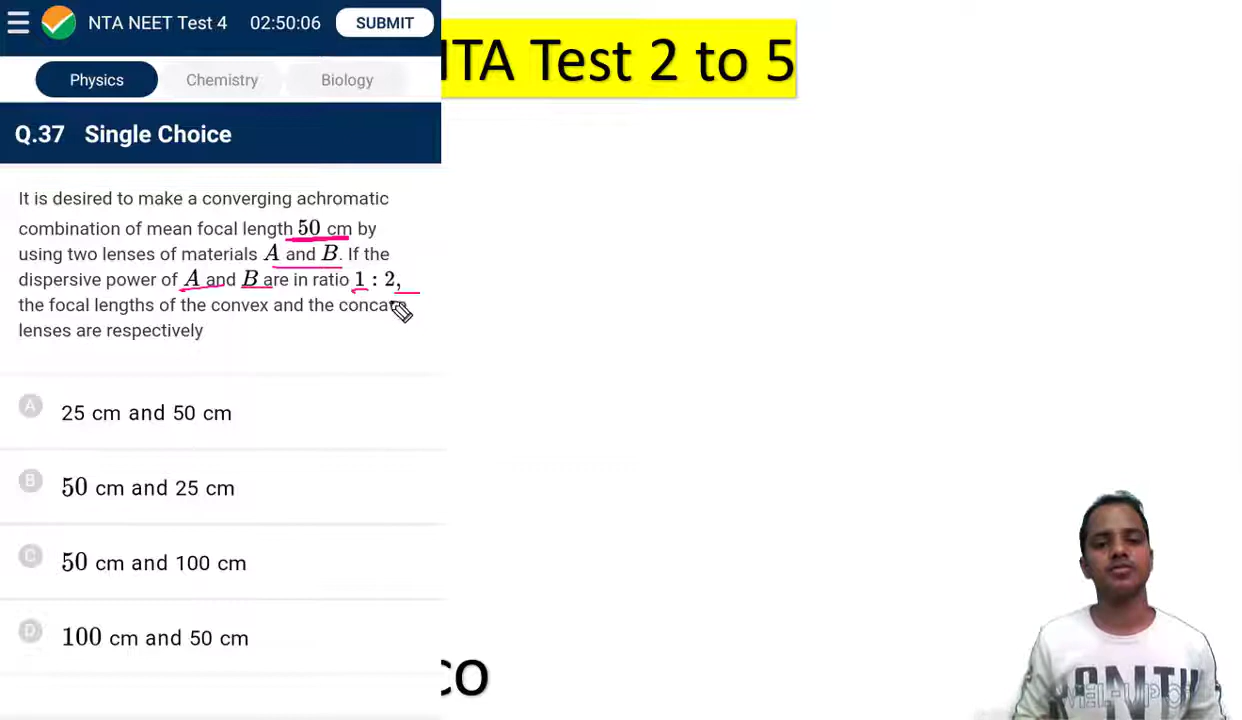 NTA NEET Test 4 02:50:06 SUBMIT
NTA Test 2 to 5
Physics Chemistry Biology
Q.37 Single Choice
It is desired to make a converging achromatic
combination of mean focal length 50 cm by
using two lenses of materials A and B. If the
dispersive power of A and B are in ratio 1 : 2,
the focal lengths of the convex and the
lenses are respectively
A 25 cm and 50 cm
B 50 cm and 25 cm
C 50 cm and 100 cm
D 100 cm and 50 cm
co